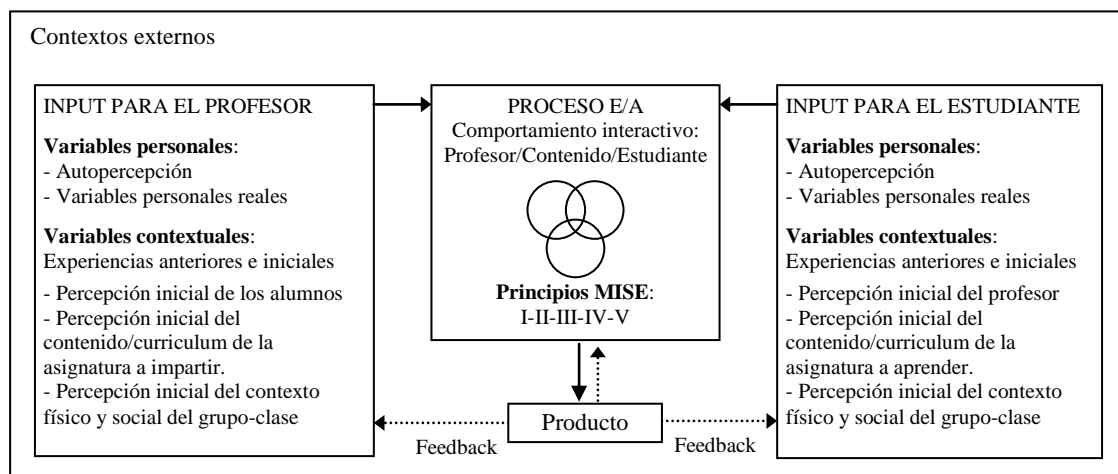 Contextos externos
INPUT PARA EL PROFESOR
Variables personales:
- Autopercepción
- Variables personales reales
Variables contextuales:
Experiencias anteriores e iniciales
- Percepción inicial de los alumnos
- Percepción inicial del
contenido/curriculum de la
asignatura a impartir.
- Percepción inicial del contexto
físico y social del grupo-clase
PROCESO E/A
Comportamiento interactivo:
Profesor/Contenido/Estudiante
Principios MISE:
I-II-III-IV-V
INPUT PARA EL ESTUDIANTE
Variables personales:
- Autopercepción
- Variables personales reales
Variables contextuales:
Experiencias anteriores e iniciales
- Percepción inicial del profesor
- Percepción inicial del
contenido/curriculum de la
asignatura a aprender.
- Percepción inicial del contexto
físico y social del grupo-clase
Producto
Feedback
Feedback